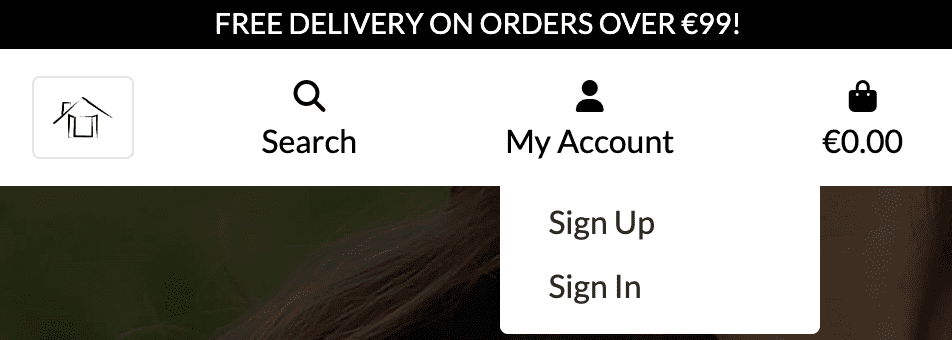 FREE DELIVERY ON ORDERS OVER €99!
Search
My Account
€0.00
Sign Up
Sign In